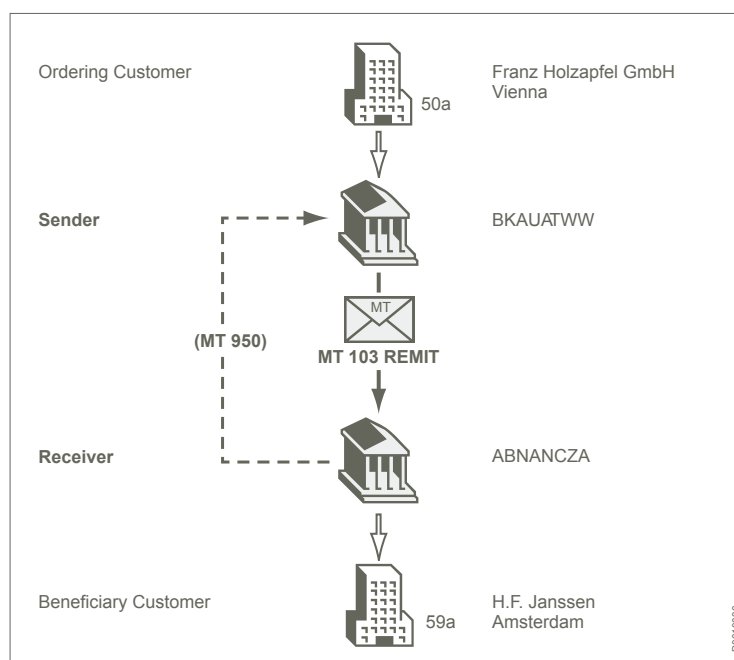 Ordering Customer
50a
Franz Holzapfel GmbH
Vienna
Sender
BKAUATWW
(MT 950)
MT
MT 103 REMIT
Receiver
ABNANCZA
Beneficiary Customer
59a
H.F. Janssen
Amsterdam